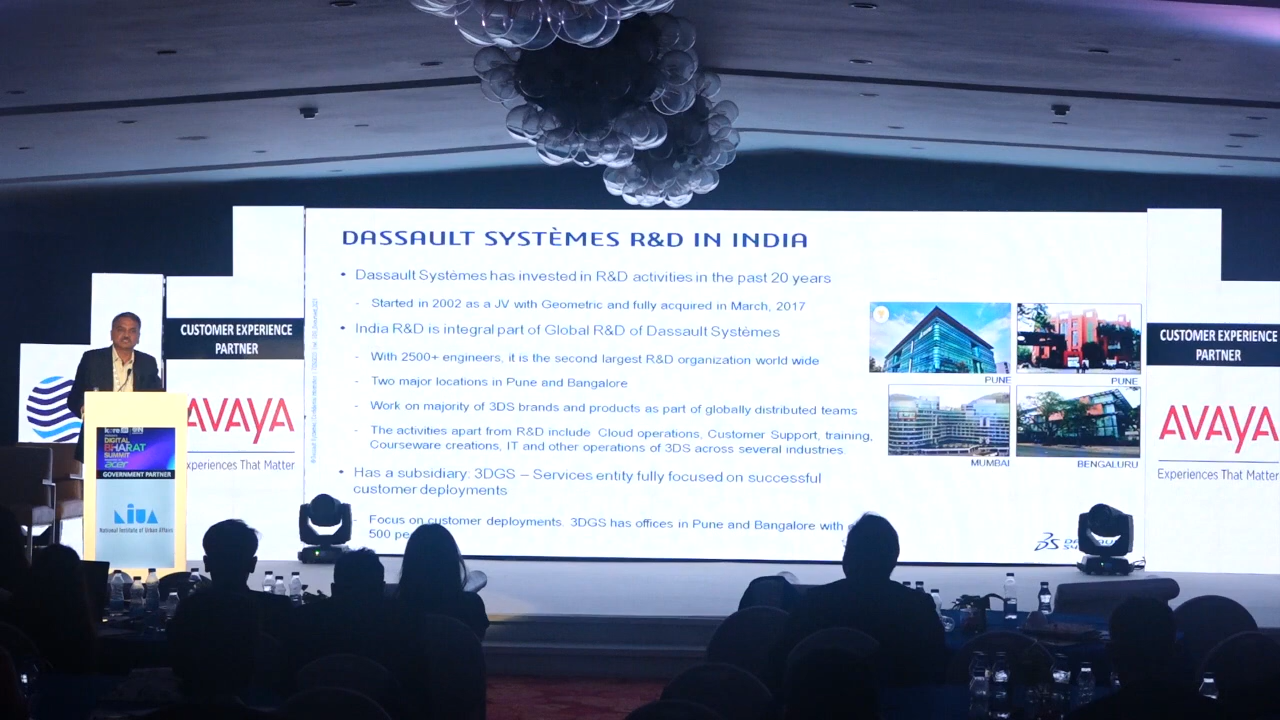 DASSAULT SYSTÈMES R&D IN INDIA
• Dassault Systèmes has invested in R&D activities in the past 20 years
- Started in 2002 as a JV with Geometric and fully acquired in March, 2017
• India R&D is integral part of Global R&D of Dassault Systèmes
- With 2500+ engineers, it is the second largest R&D organization world wide
- Two major locations in Pune and Bangalore
- Work on majority of 3DS brands and products as part of globally distributed teams
- The activities apart from R&D include Cloud operations, Customer Support, training,
Courseware creations, IT and other operations of 3DS across several industries
• Has a subsidiary: 3DGS – Services entity fully focused on successful
customer deployments
- Focus on customer deployments. 3DGS has offices in Pune and Bangalore with
500
PUNE
PUNE
MUMBAI
BENGALURU
CUSTOMER EXPERIENCE
PARTNER
AVAYA
Experiences That Matter
CUSTOMER EXPERIENCE
PARTNER
AVAYA
Experiences That Matter
DIGITAL
BHARAT
SUMMIT
acer
GOVERNMENT PARTNER
NIUA
National Institute of Urban Affairs